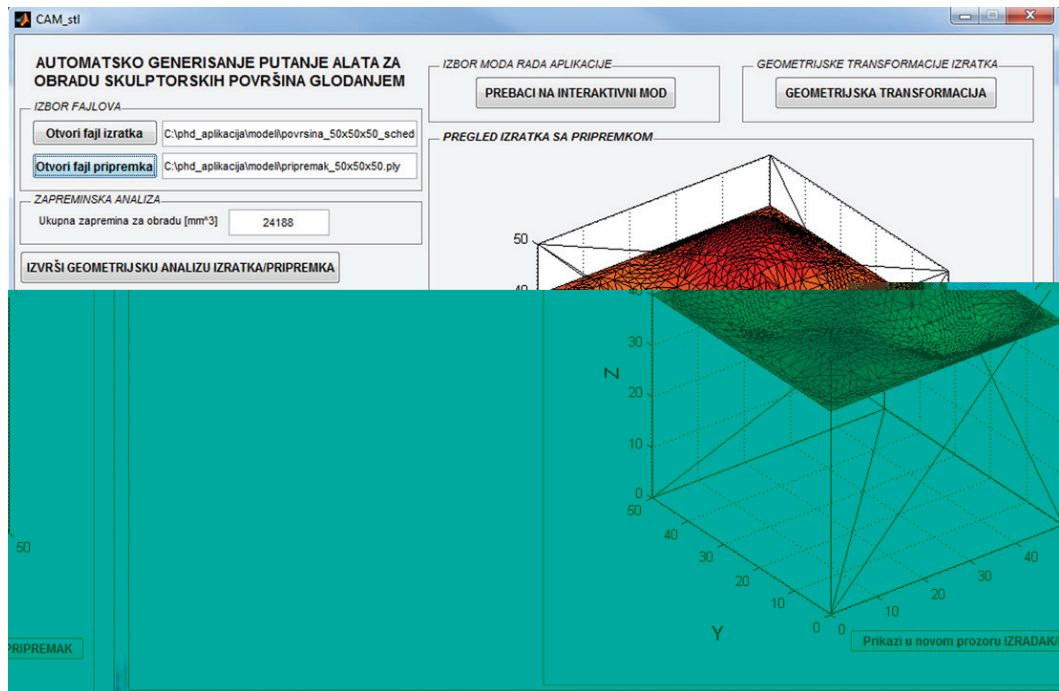 CAM_stl
AUTOMATSKO GENERISANJE PUTANJE ALATA ZA
OBRADU SKULPTORSKIH POVRŠINA GLODANJEM
IZBOR FAJLOVA
Otvori fajl izratka
C:\phd_aplikacija\modeli\povrsina_50x50x50_sched
Otvori fajl pripremka
C:\phd_aplikacija\modeli\pripremak_50x50x50.ply
ZAPREMINSKA ANALIZA
Ukupna zapremina za obradu [mm^3]
24188
IZVRŠI GEOMETRIJSKU ANALIZU IZRATKA/PRIPREMKA
IZBOR MODA RADA APLIKACIJE
PREBACI NA INTERAKTIVNI MOD
GEOMETRIJSKE TRANSFORMACIJE IZRATKA
GEOMETRIJSKA TRANSFORMACIJA
PREGLED IZRATKA SA PRIPREMKOM
50
40
40
30
Z
20
10
0
50
40
30
20
10
0
Y
0
10
20
30
40
50
PRIPREMAK
Prikazi u novom prozoru IZRADAK/